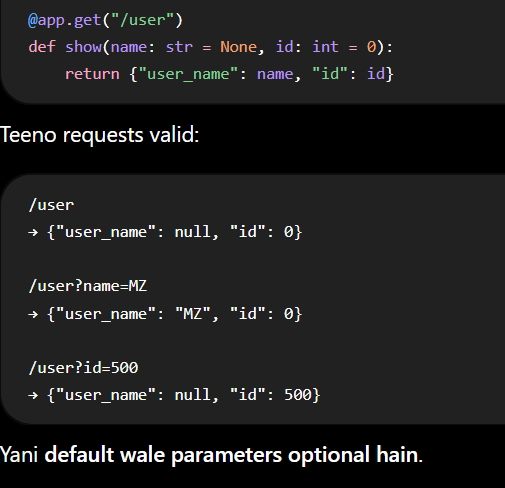 @app.get("/user")
def show(name: str = None, id: int = 0):
    return {"user_name": name, "id": id}
Teeno requests valid:
/user
→ {"user_name": null, "id": 0}
/user?name=MZ
→ {"user_name": "MZ", "id": 0}
/user?id=500
→ {"user_name": null, "id": 500}
Yani default wale parameters optional hain.